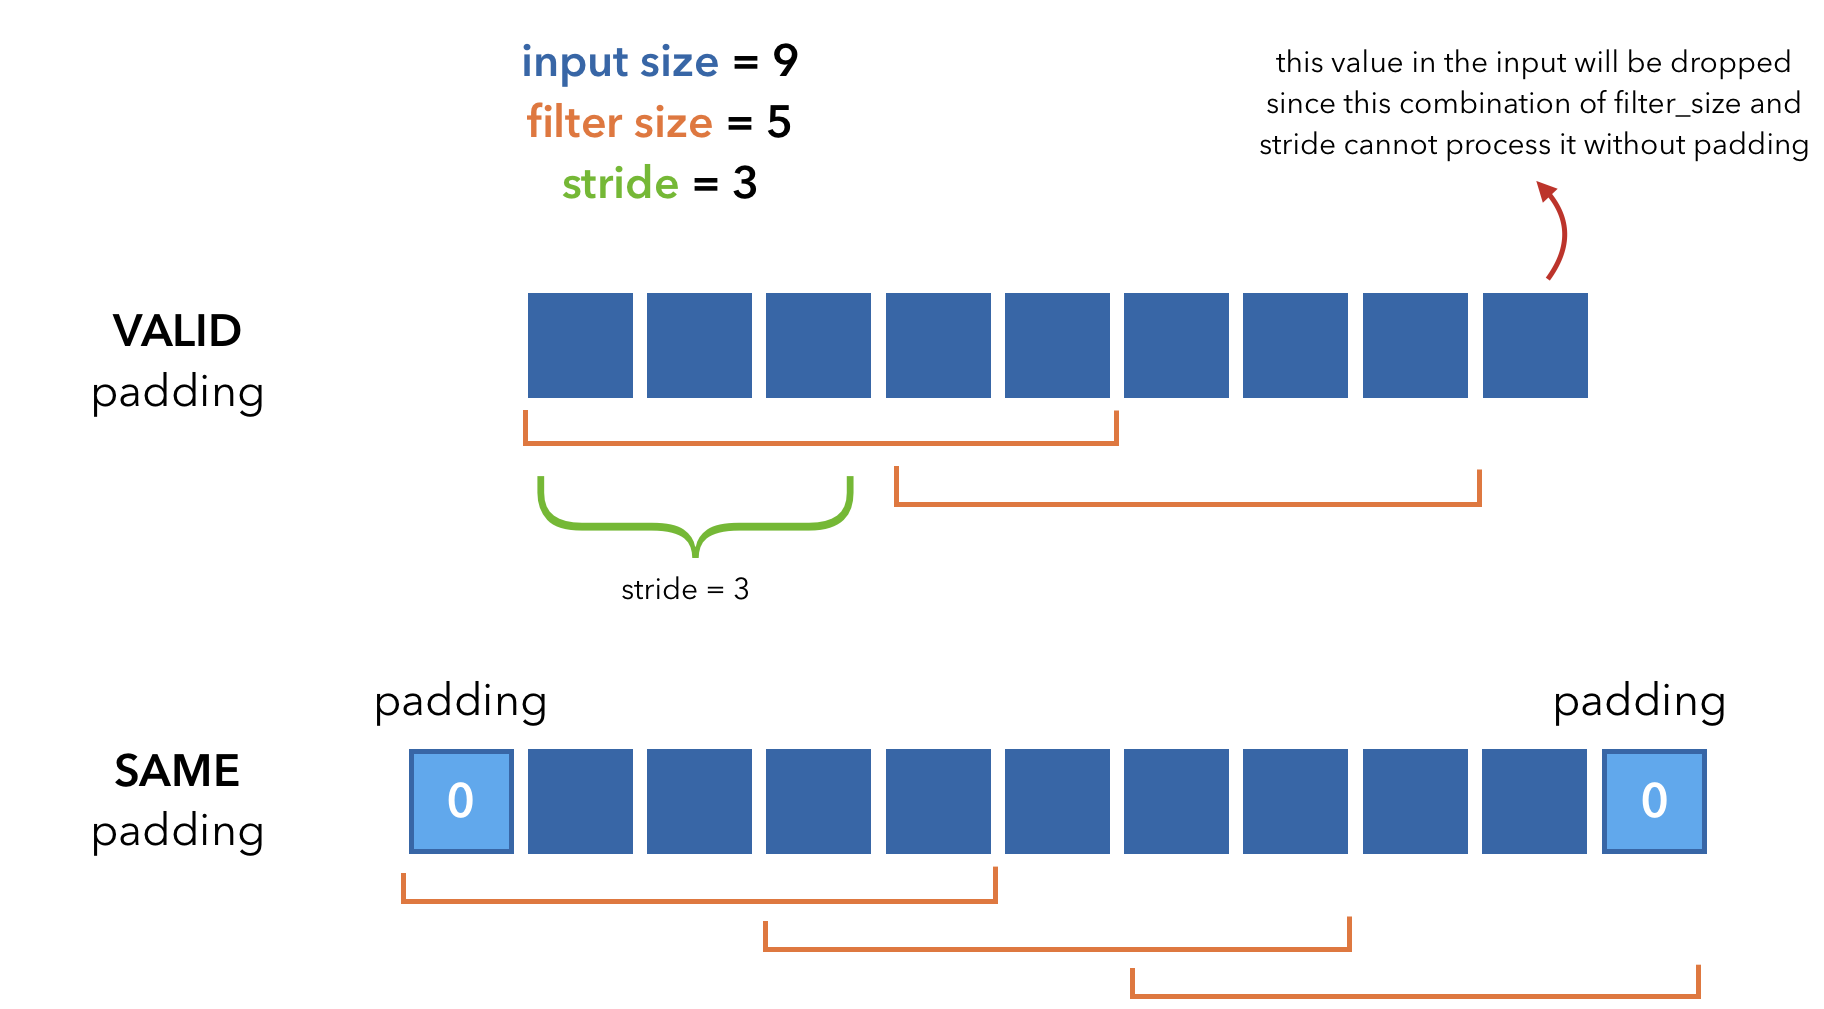 input size = 9
filter size = 5
stride = 3
this value in the input will be dropped
since this combination of filter_size and
stride cannot process it without padding
VALID
padding
stride = 3
padding
padding
SAME
padding
0
0